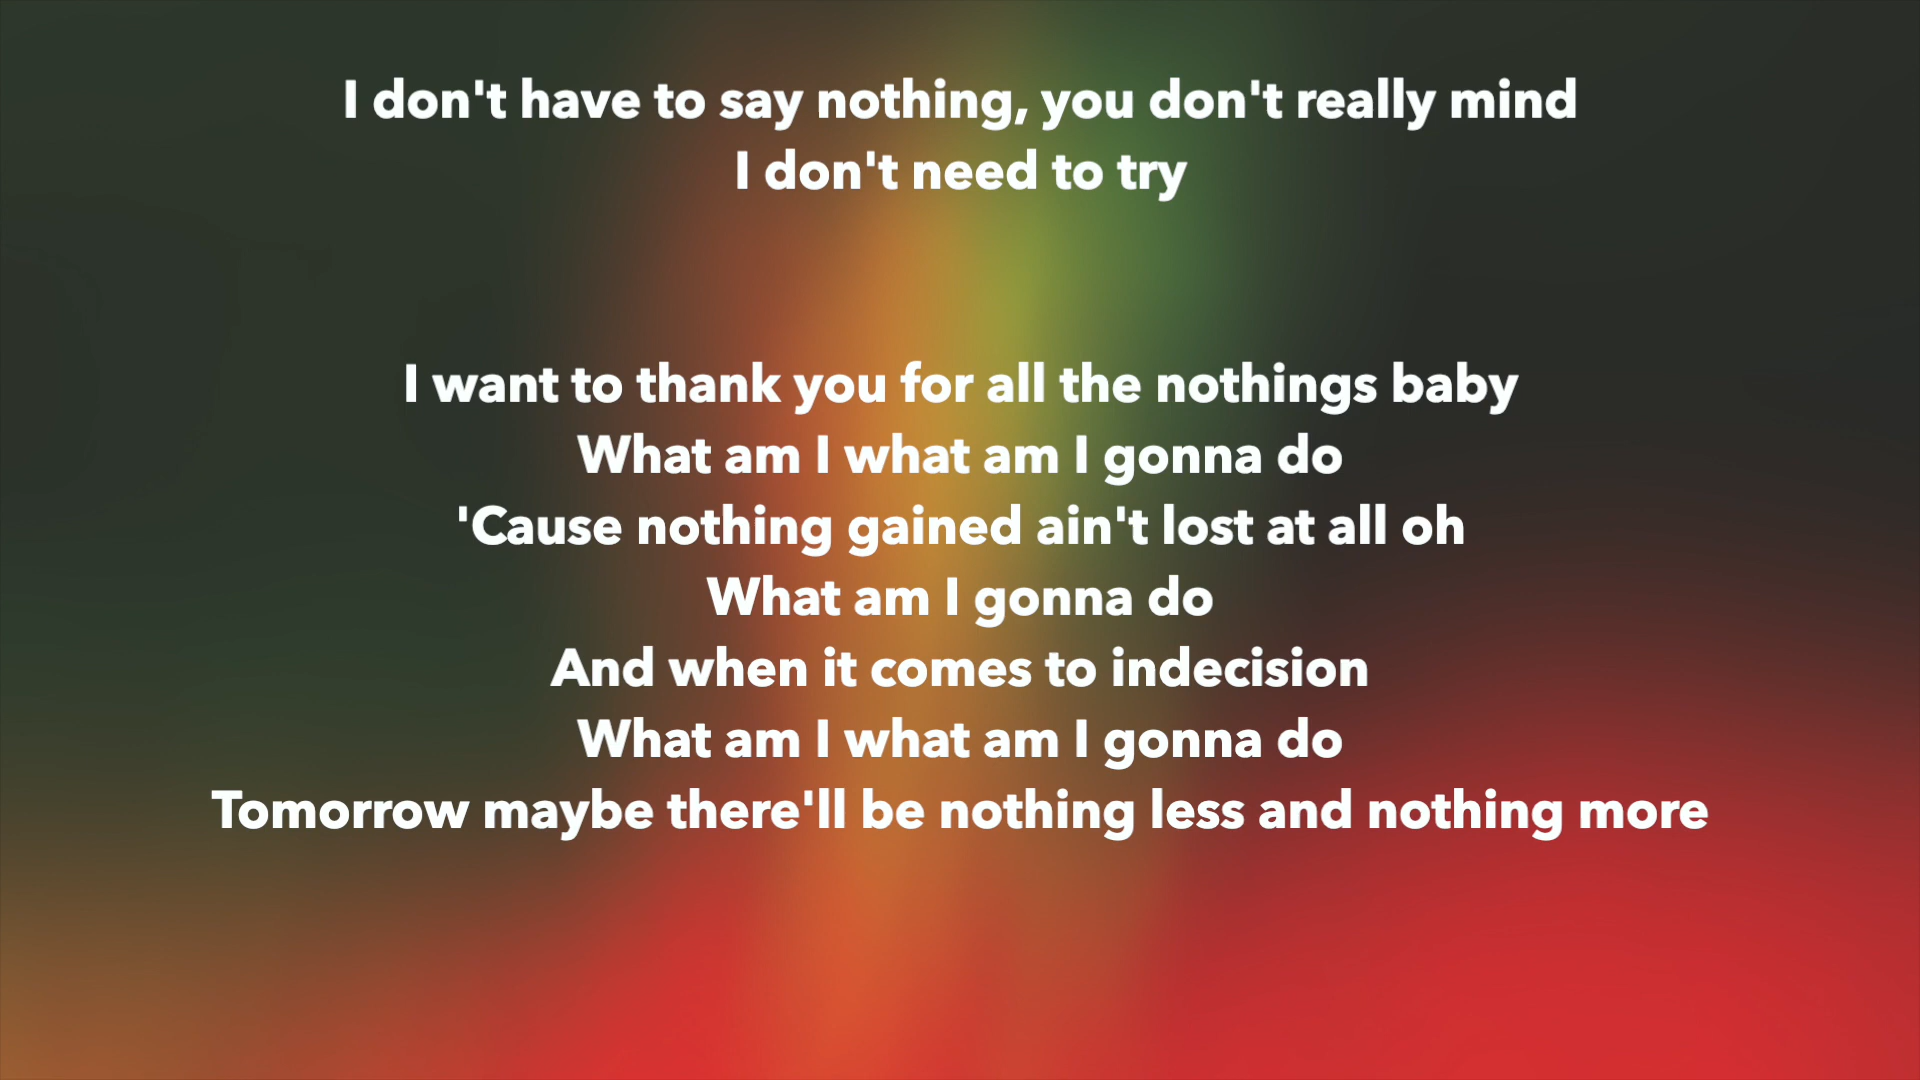 I don't have to say nothing, you don't really mind
I don't need to try
I want to thank you for all the nothings baby
What am I what am I gonna do
'Cause nothing gained ain't lost at all oh
What am I gonna do
And when it comes to indecision
What am I what am I gonna do
Tomorrow maybe there'll be nothing less and nothing more